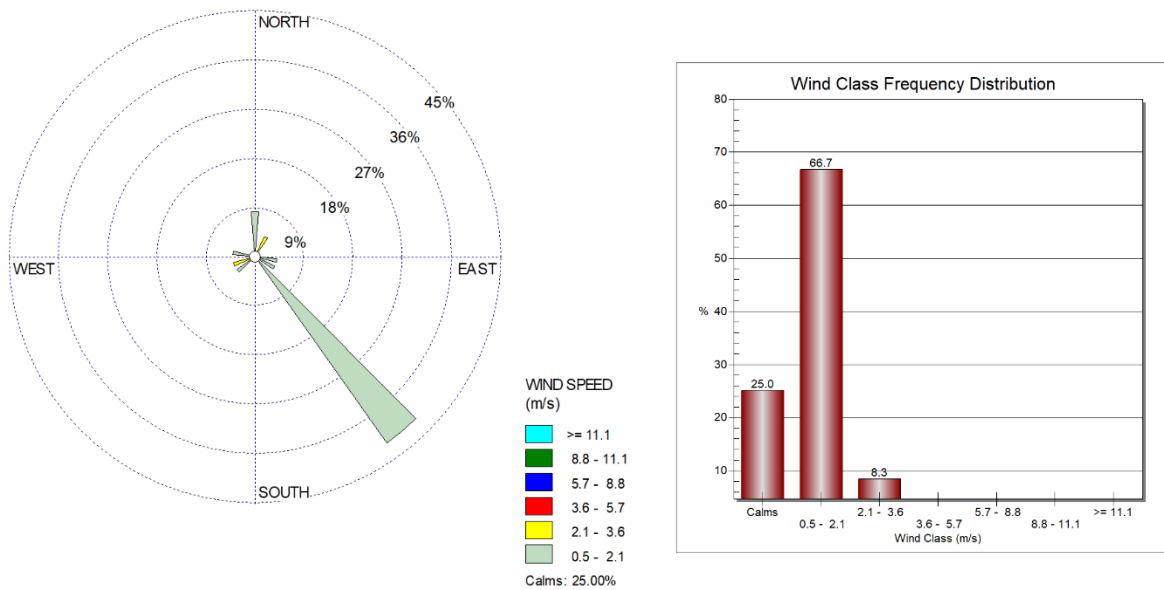 NORTH
45%
36%
27%
18%
9%
WEST
EAST
SOUTH
WIND SPEED
(m/s)
>= 11.1
8.8 - 11.1
5.7 - 8.8
3.6 - 5.7
2.1 - 3.6
0.5 - 2.1
Calms: 25.00%
Wind Class Frequency Distribution
80
70
66.7
60
50
% 40
30
25.0
20
10
8.3
Calms 2.1 - 3.6 5.7 - 8.8 >= 11.1
0.5 - 2.1 3.6 - 5.7 8.8 - 11.1
Wind Class (m/s)